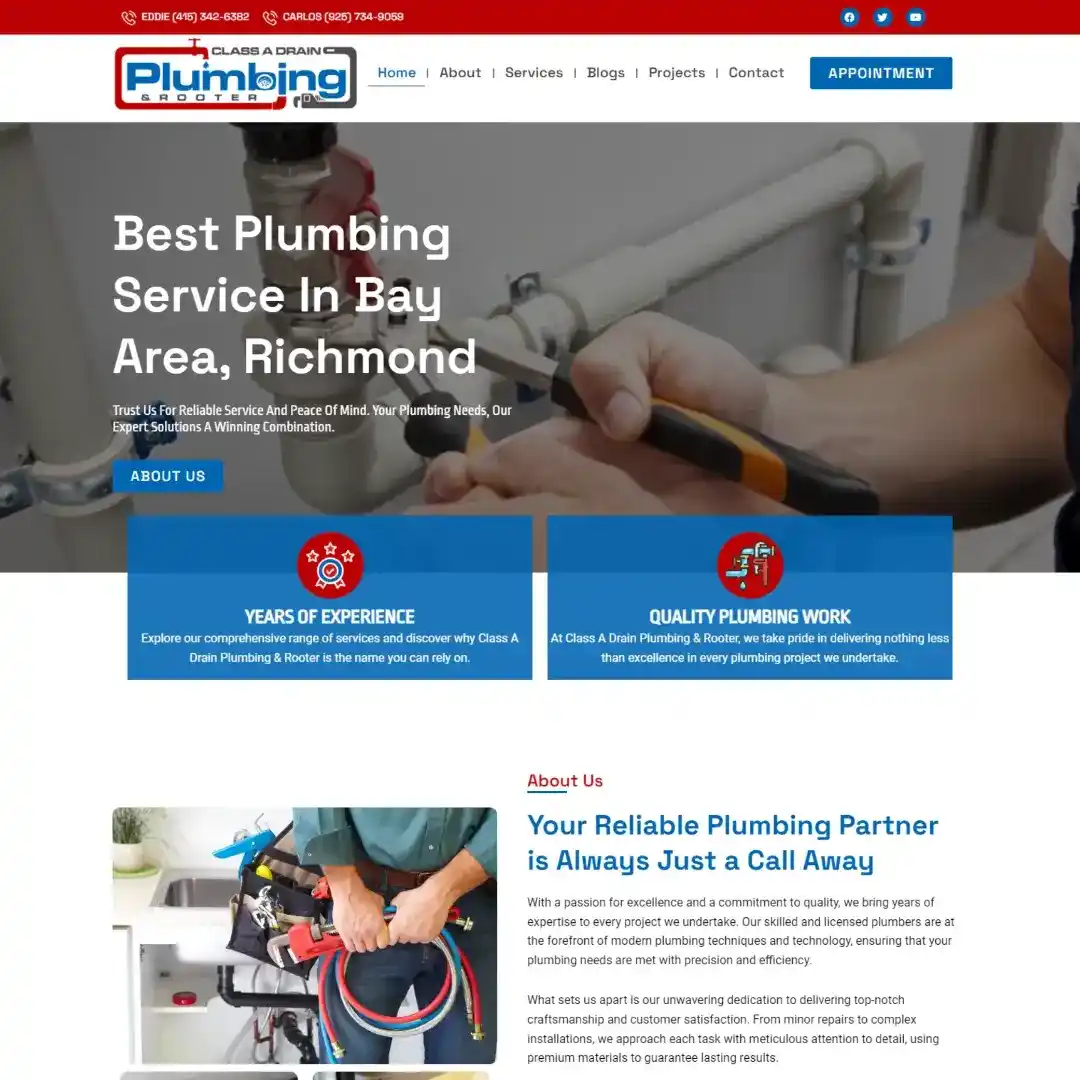 EDDIE (415) 342-6382 CARLOS (925) 734-9059
CLASS A DRAIN
Plumbing
& ROOTER
Home | About | Services | Blogs | Projects | Contact
APPOINTMENT
Best Plumbing
Service In Bay
Area, Richmond
Trust Us For Reliable Service And Peace Of Mind. Your Plumbing Needs, Our
Expert Solutions A Winning Combination.
ABOUT US
YEARS OF EXPERIENCE
Explore our comprehensive range of services and discover why Class A
Drain Plumbing & Rooter is the name you can rely on.
QUALITY PLUMBING WORK
At Class A Drain Plumbing & Rooter, we take pride in delivering nothing less
than excellence in every plumbing project we undertake.
About Us
Your Reliable Plumbing Partner
is Always Just a Call Away
With a passion for excellence and a commitment to quality, we bring years of
expertise to every project we undertake. Our skilled and licensed plumbers are at
the forefront of modern plumbing techniques and technology, ensuring that your
plumbing needs are met with precision and efficiency.
What sets us apart is our unwavering dedication to delivering top-notch
craftsmanship and customer satisfaction. From minor repairs to complex
installations, we approach each task with meticulous attention to detail, using
premium materials to guarantee lasting results.